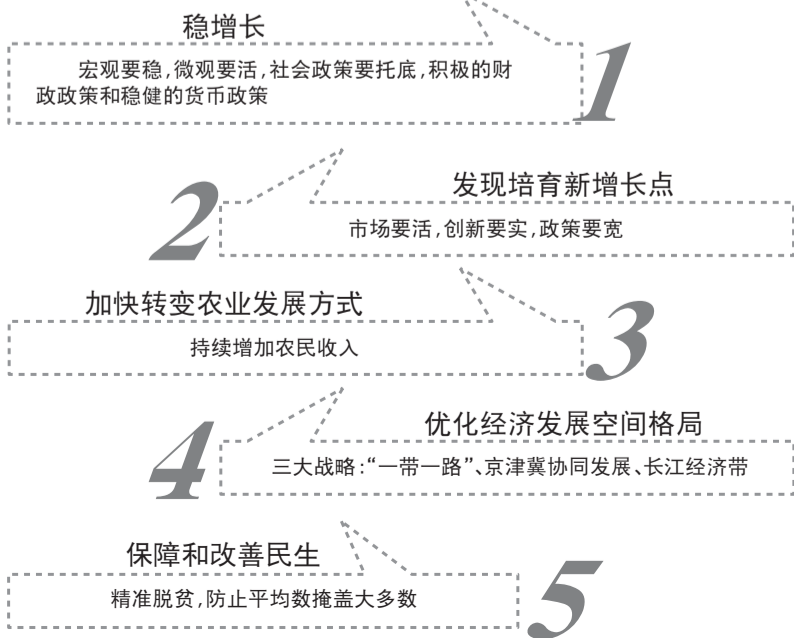 稳增长
宏观要稳,微观要活,社会政策要托底,积极的财
政政策和稳健的货币政策
1
发现培育新增长点
2
市场要活,创新要实,政策要宽
加快转变农业发展方式
3
持续增加农民收入
优化经济发展空间格局
4
三大战略:“一带一路”、京津冀协同发展、长江经济带
保障和改善民生
5
精准脱贫,防止平均数掩盖大多数